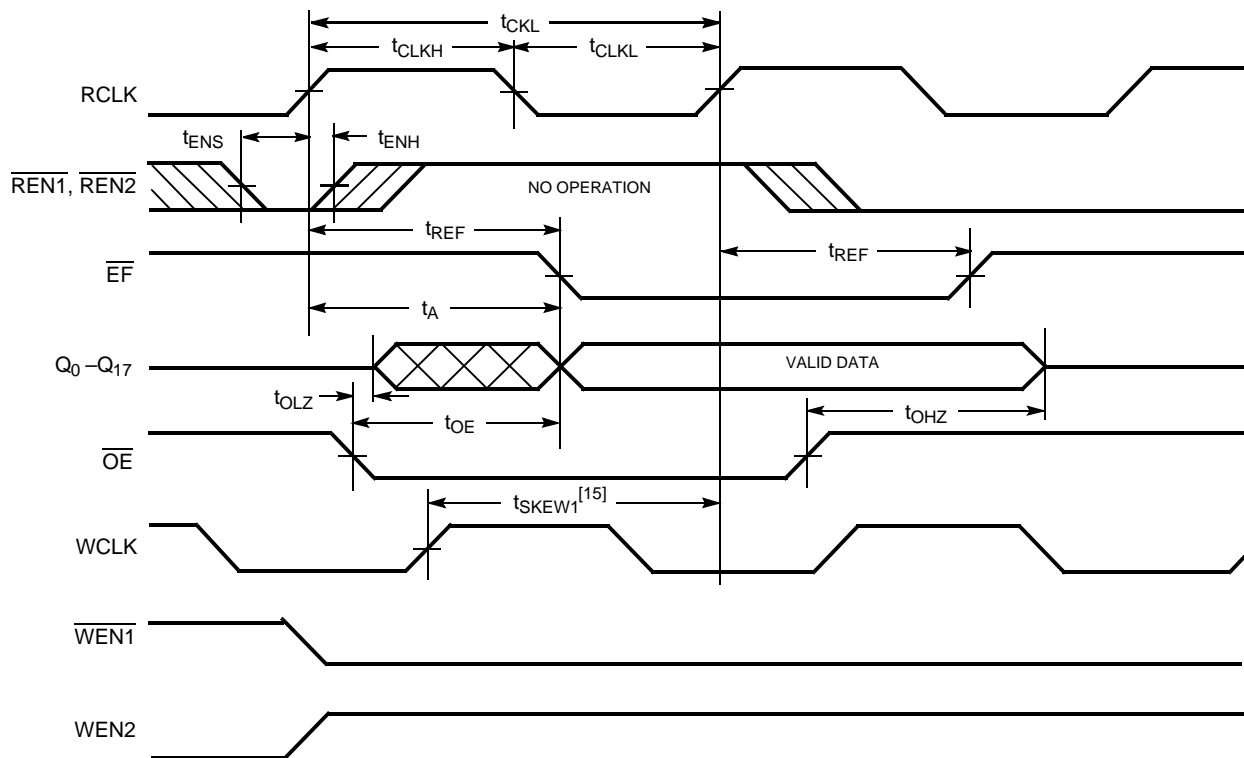 tCKL
tCLKH
tCLKL
RCLK
tENS
tENH
REN1, REN2
NO OPERATION
tREF
tREF
EF
tA
Q0 –Q17
VALID DATA
tOLZ
tOE
tOHZ
OE
tSKEW1[15]
WCLK
WEN1
WEN2